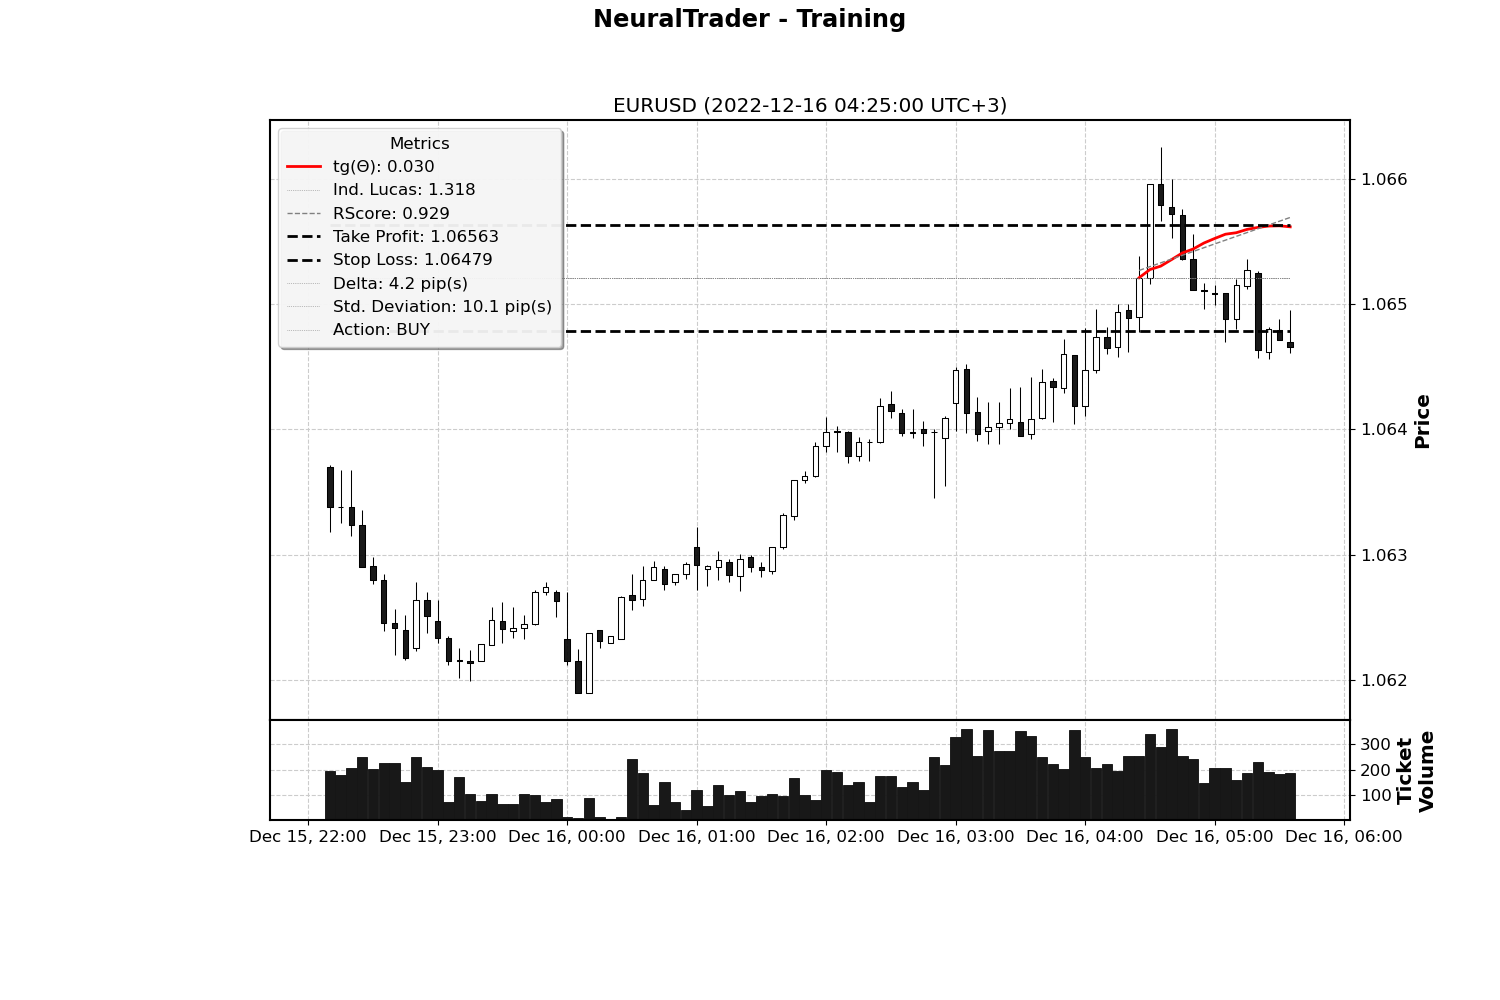 NeuralTrader - Training
EURUSD (2022-12-16 04:25:00 UTC+3)
Metrics
tg(Θ): 0.030
Ind. Lucas: 1.318
RScore: 0.929
Take Profit: 1.06563
Stop Loss: 1.06479
Delta: 4.2 pip(s)
Std. Deviation: 10.1 pip(s)
Action: BUY
1.066
1.065
1.064
1.063
1.062
Price
300
200
100
Ticket
Volume
Dec 15, 22:00 Dec 15, 23:00 Dec 16, 00:00 Dec 16, 01:00 Dec 16, 02:00 Dec 16, 03:00 Dec 16, 04:00 Dec 16, 05:00 Dec 16, 06:00